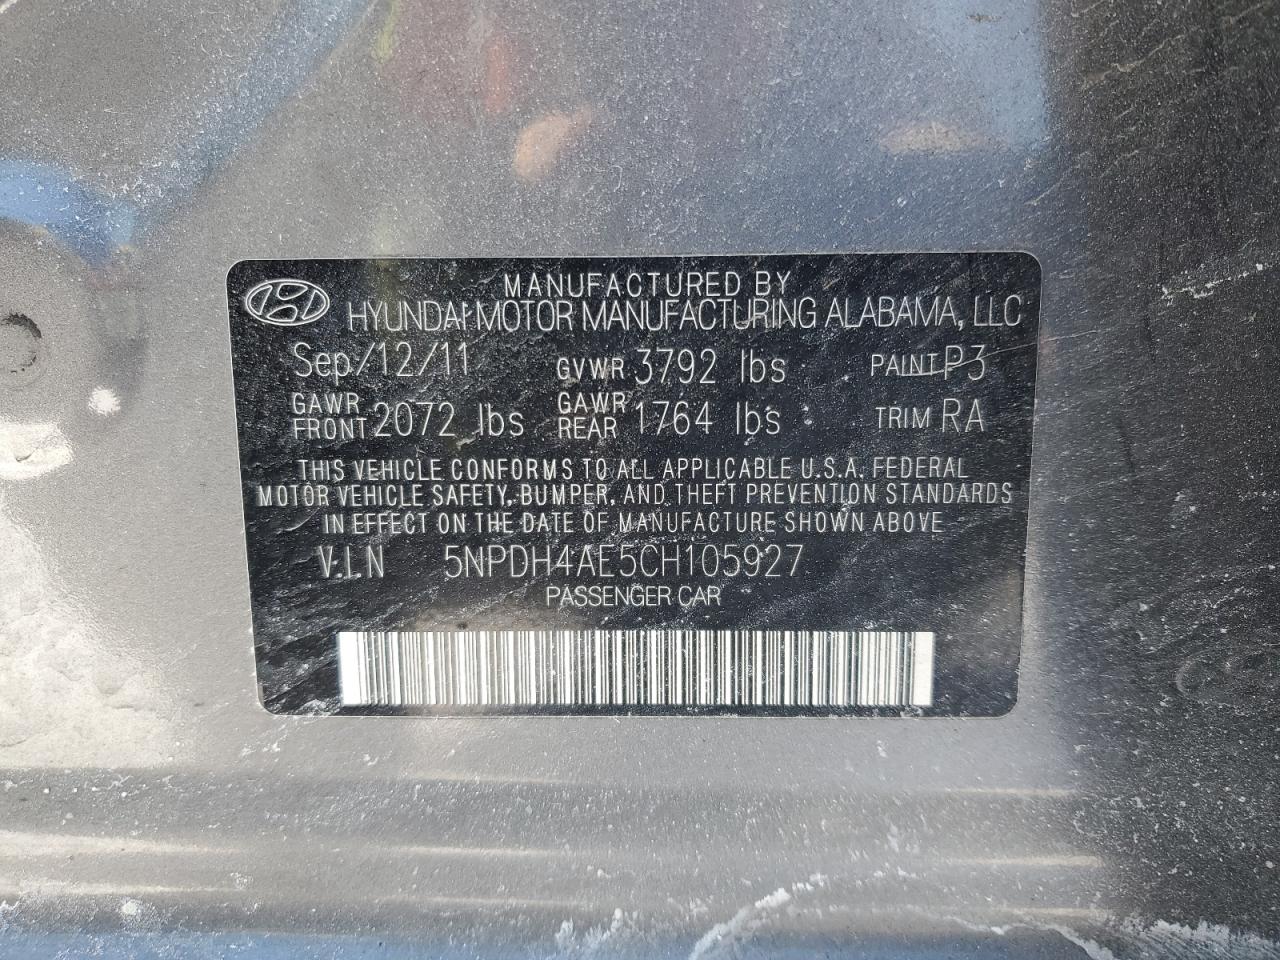 MANUFACTURED BY
HYUNDAI MOTOR MANUFACTURING ALABAMA, LLC
Sep/12/11 GVWR 3792 lbs PAINT P3
GAWR FRONT 2072 lbs GAWR REAR 1764 lbs TRIM RA
THIS VEHICLE CONFORMS TO ALL APPLICABLE U.S.A. FEDERAL
MOTOR VEHICLE SAFETY, BUMPER, AND THEFT PREVENTION STANDARDS
IN EFFECT ON THE DATE OF MANUFACTURE SHOWN ABOVE
V.I.N 5NPDH4AE5CH105927
PASSENGER CAR